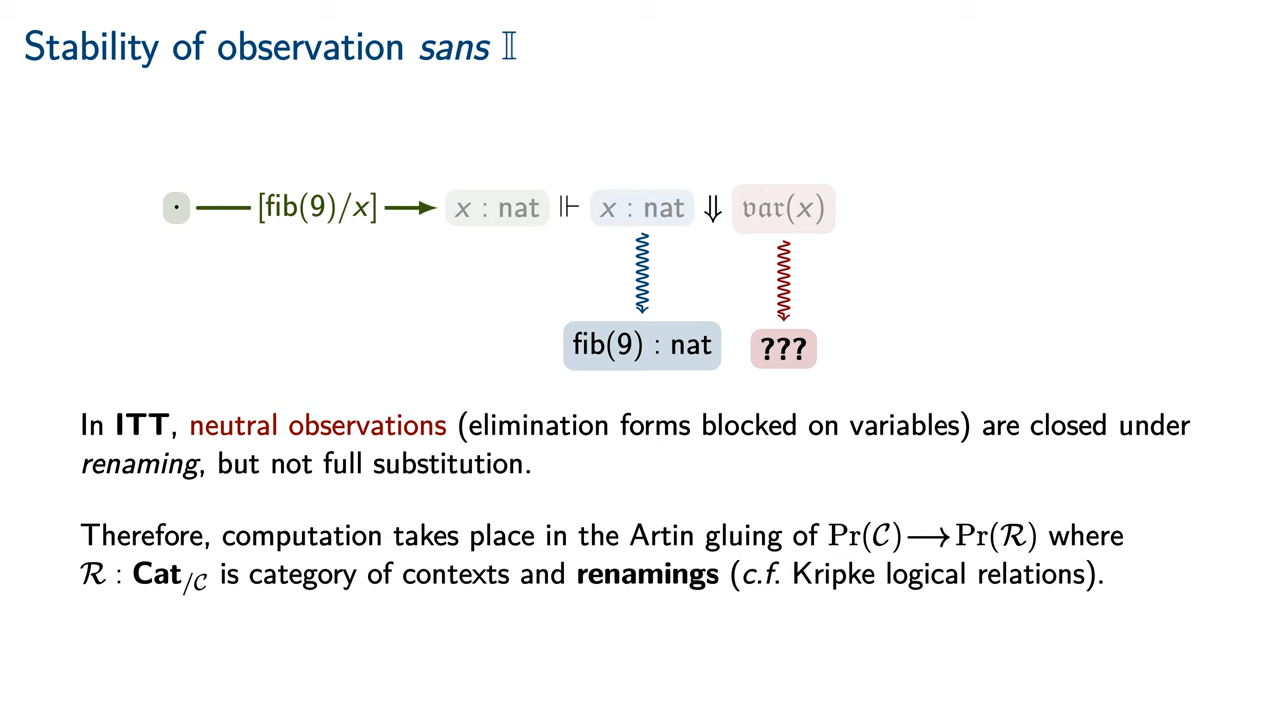 Stability of observation sans 𝕀
· [fib(9)/x] x : nat ⊩ x : nat ⇓ 𝔳𝔞𝔯(x)
fib(9) : nat ???
In ITT, neutral observations (elimination forms blocked on variables) are closed under
renaming, but not full substitution.
Therefore, computation takes place in the Artin gluing of Pr(𝒞)⟶Pr(ℛ) where
ℛ : Cat/𝒞 is category of contexts and renamings (c.f. Kripke logical relations).